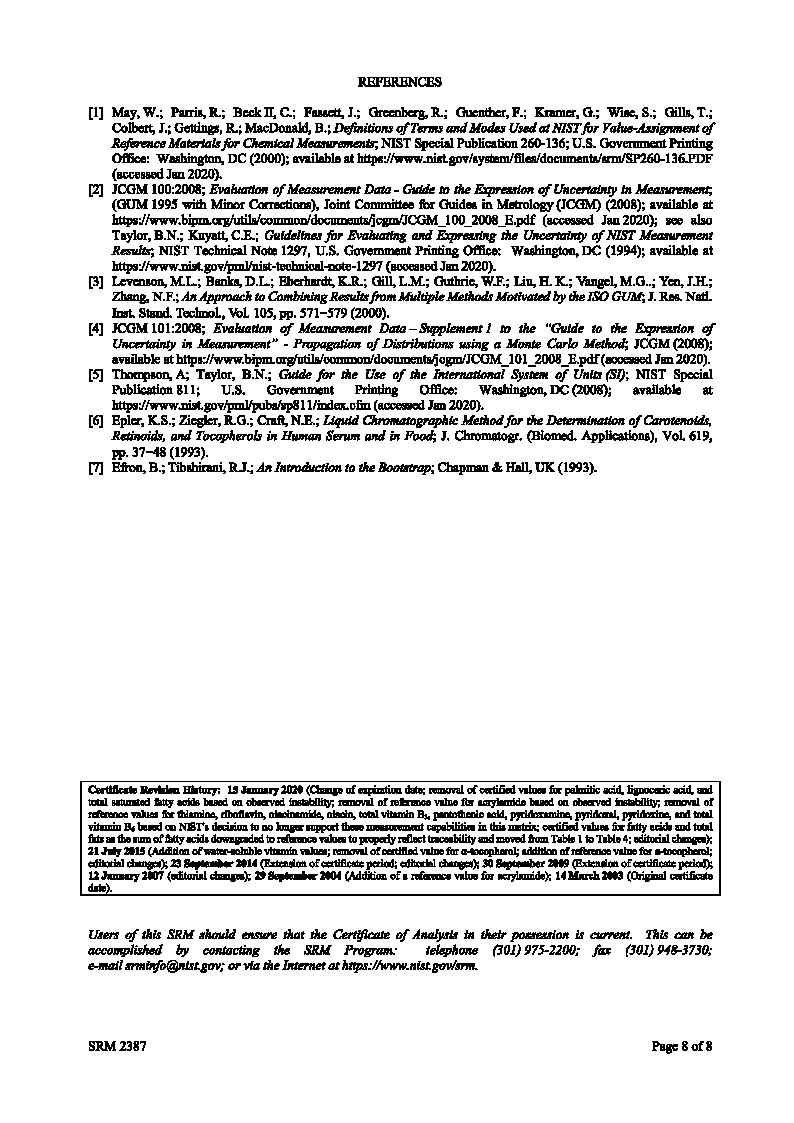 REFERENCES
[1] May, W.; Parris, R.; Beck II, C.; Fassett, J.; Greenberg, R.; Guenther, F.; Kramer, G.; Wise, S.; Gills, T.;
Colbert, J.; Gettings, R.; MacDonald, B.; Definitions of Terms and Modes Used at NIST for Value-Assignment of
Reference Materials for Chemical Measurements; NIST Special Publication 260-136; U.S. Government Printing
Office: Washington, DC (2000); available at https://www.nist.gov/system/files/documents/srm/SP260-136.PDF
(accessed Jan 2020).
[2] JCGM 100:2008; Evaluation of Measurement Data - Guide to the Expression of Uncertainty in Measurement;
(GUM 1995 with Minor Corrections), Joint Committee for Guides in Metrology (JCGM) (2008); available at
https://www.bipm.org/utils/common/documents/jcgm/JCGM_100_2008_E.pdf (accessed Jan 2020); see also
Taylor, B.N.; Kuyatt, C.E.; Guidelines for Evaluating and Expressing the Uncertainty of NIST Measurement
Results; NIST Technical Note 1297, U.S. Government Printing Office: Washington, DC (1994); available at
https://www.nist.gov/pml/nist-technical-note-1297 (accessed Jan 2020).
[3] Levenson, M.L.; Banks, D.L.; Eberhardt, K.R.; Gill, L.M.; Guthrie, W.F.; Liu, H. K.; Vangel, M.G..; Yen, J.H.;
Zhang, N.F.; An Approach to Combining Results from Multiple Methods Motivated by the ISO GUM; J. Res. Natl.
Inst. Stand. Technol., Vol. 105, pp. 571–579 (2000).
[4] JCGM 101:2008; Evaluation of Measurement Data – Supplement 1 to the "Guide to the Expression of
Uncertainty in Measurement" - Propagation of Distributions using a Monte Carlo Method; JCGM (2008);
available at https://www.bipm.org/utils/common/documents/jcgm/JCGM_101_2008_E.pdf (accessed Jan 2020).
[5] Thompson, A; Taylor, B.N.; Guide for the Use of the International System of Units (SI); NIST Special
Publication 811; U.S. Government Printing Office: Washington, DC (2008); available at
https://www.nist.gov/pml/pubs/sp811/index.cfm (accessed Jan 2020).
[6] Epler, K.S.; Ziegler, R.G.; Craft, N.E.; Liquid Chromatographic Method for the Determination of Carotenoids,
Retinoids, and Tocopherols in Human Serum and in Food; J. Chromatogr. (Biomed. Applications), Vol. 619,
pp. 37–48 (1993).
[7] Efron, B.; Tibshirani, R.J.; An Introduction to the Bootstrap; Chapman & Hall, UK (1993).
Certificate Revision History: 15 January 2020 (Change of expiration date; removal of certified values for palmitic acid, lignoceric acid, and
total saturated fatty acids based on observed instability; removal of reference value for acrylamide based on observed instability; removal of
reference values for thiamine, riboflavin, niacinamide, niacin, total vitamin B3, pantothenic acid, pyridoxamine, pyridoxal, pyridoxine, and total
vitamin B6 based on NIST's decision to no longer support these measurement capabilities in this matrix; certified values for fatty acids and total
fats as the sum of fatty acids downgraded to reference values to properly reflect traceability and moved from Table 1 to Table 4; editorial changes);
21 July 2015 (Addition of water-soluble vitamin values; removal of certified value for α-tocopherol; addition of reference value for α-tocopherol;
editorial changes); 23 September 2014 (Extension of certificate period; editorial changes); 30 September 2009 (Extension of certificate period);
12 January 2007 (editorial changes); 29 September 2004 (Addition of a reference value for acrylamide); 14 March 2003 (Original certificate
date).
Users of this SRM should ensure that the Certificate of Analysis in their possession is current. This can be
accomplished by contacting the SRM Program: telephone (301) 975-2200; fax (301) 948-3730;
e-mail srminfo@nist.gov; or via the Internet at https://www.nist.gov/srm.
SRM 2387
Page 8 of 8